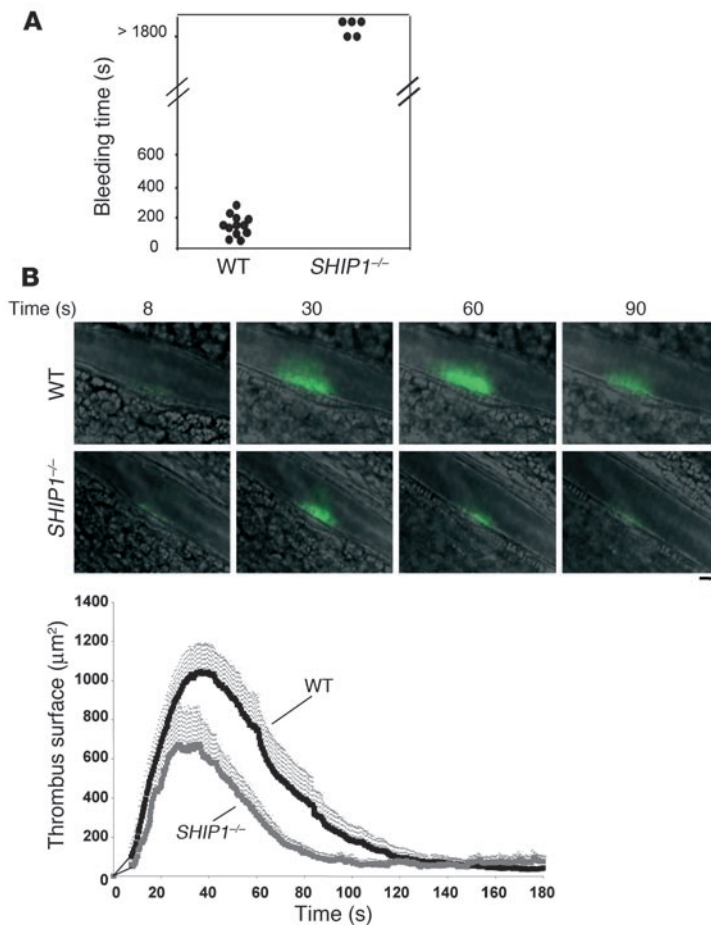 A
Bleeding time (s)
> 1800
600
400
200
0
WT
SHIP1⁻/⁻
B
Time (s) 8 30 60 90
WT
SHIP1⁻/⁻
Thrombus surface (µm²)
1400
1200
1000
800
600
400
200
0
WT
SHIP1⁻/⁻
0 20 40 60 80 100 120 140 160 180
Time (s)